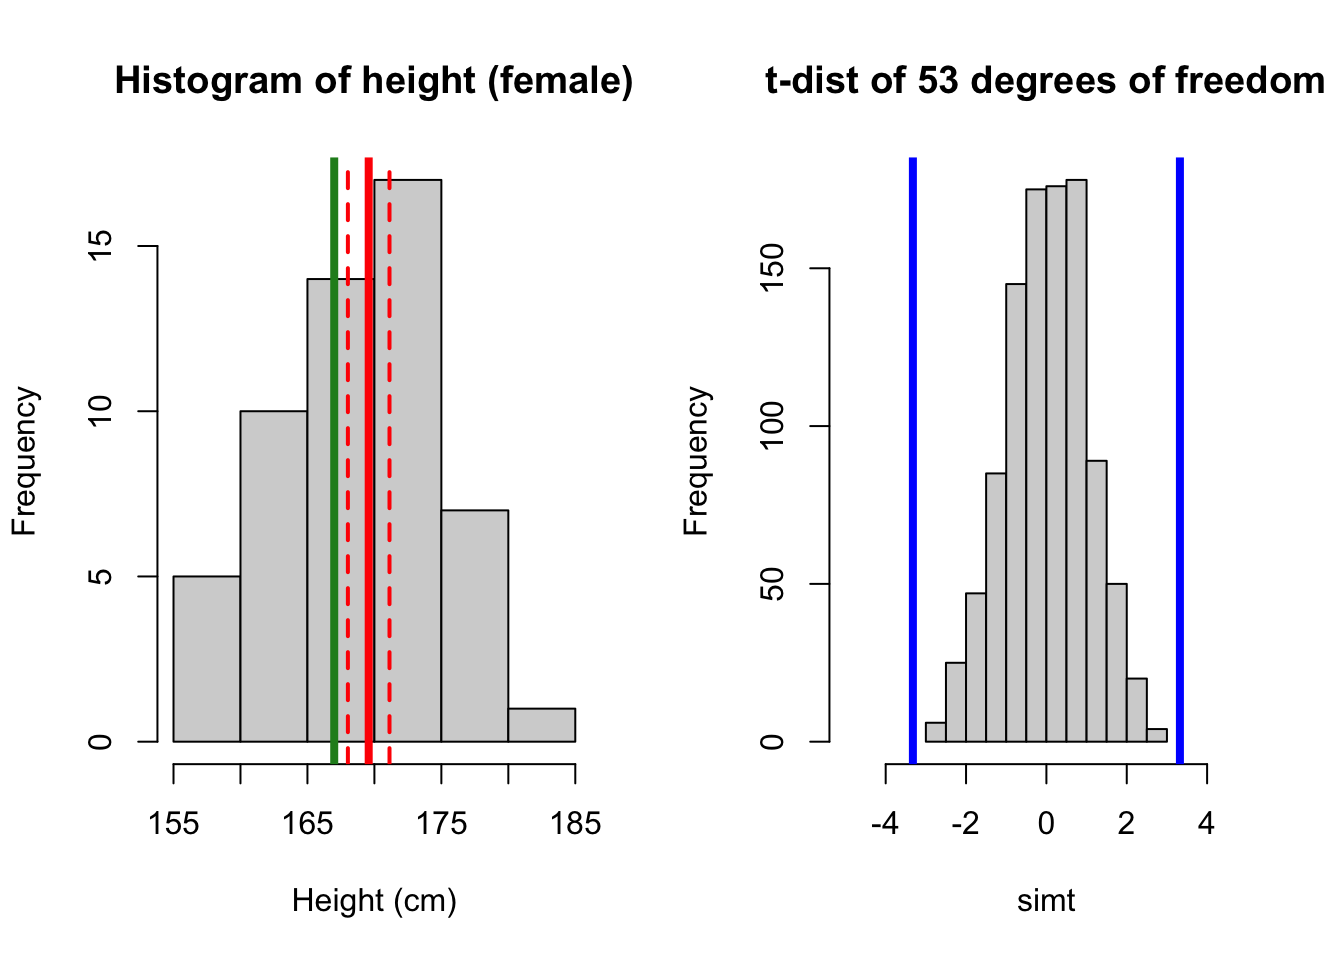 Histogram of height (female)
Frequency
0
5
10
15
155
165
175
185
Height (cm)
t-dist of 53 degrees of freedom
Frequency
0
50
100
150
-4
-2
0
2
4
simt